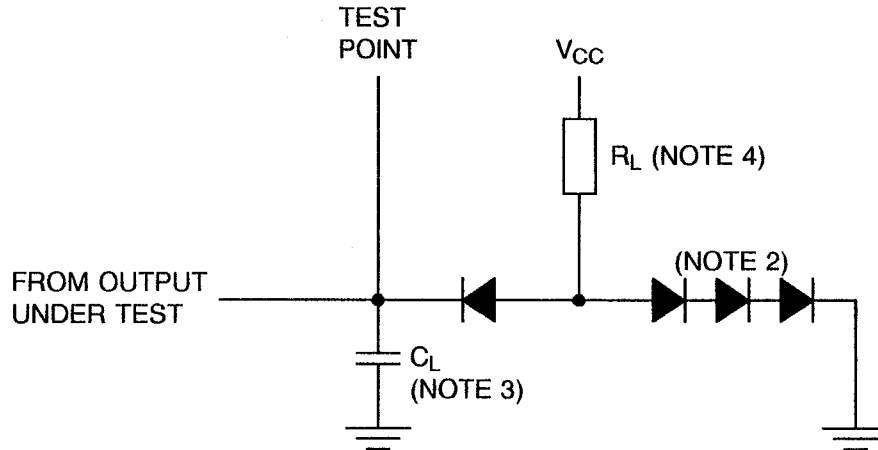 TEST
POINT
VCC
RL (NOTE 4)
(NOTE 2)
FROM OUTPUT
UNDER TEST
CL
(NOTE 3)